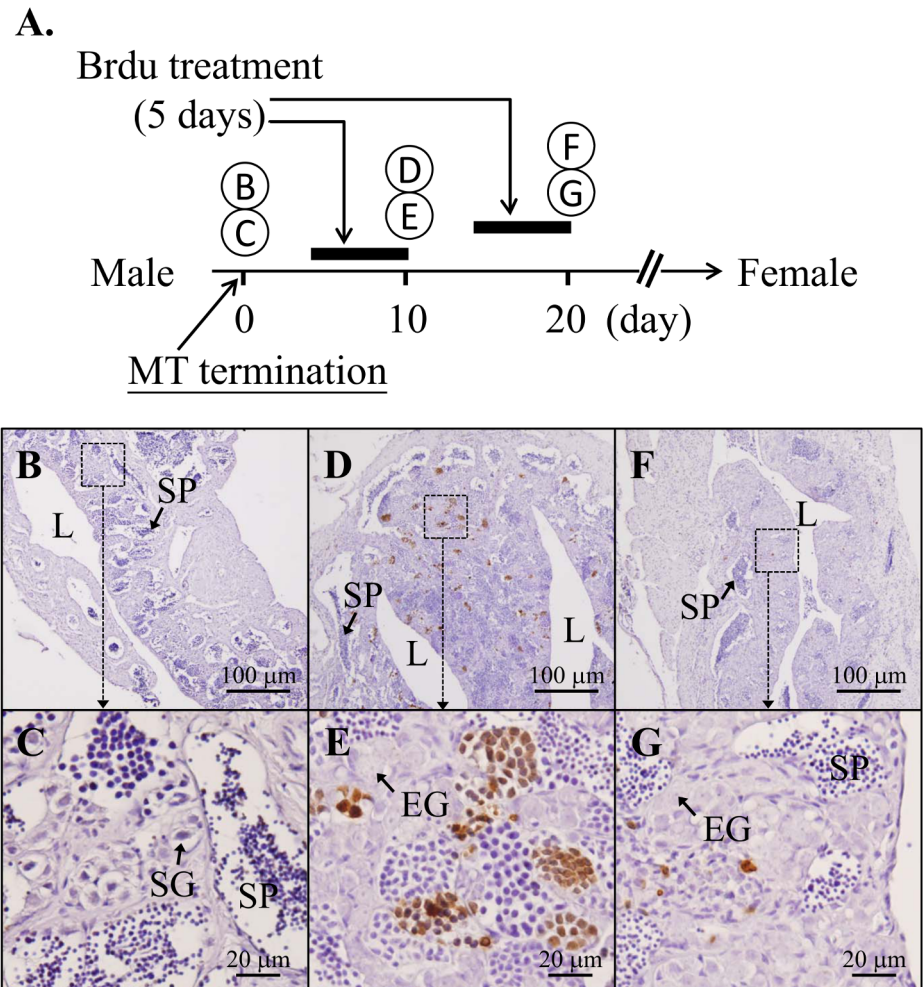 A.
Brdu treatment
(5 days)
B
C
D
E
F
G
Male
Female
0
10
20
(day)
MT termination
B
SP
L
100 μm
D
SP
L
L
100 μm
F
L
SP
100 μm
C
SG
SP
20 μm
E
EG
20 μm
G
SP
EG
20 μm